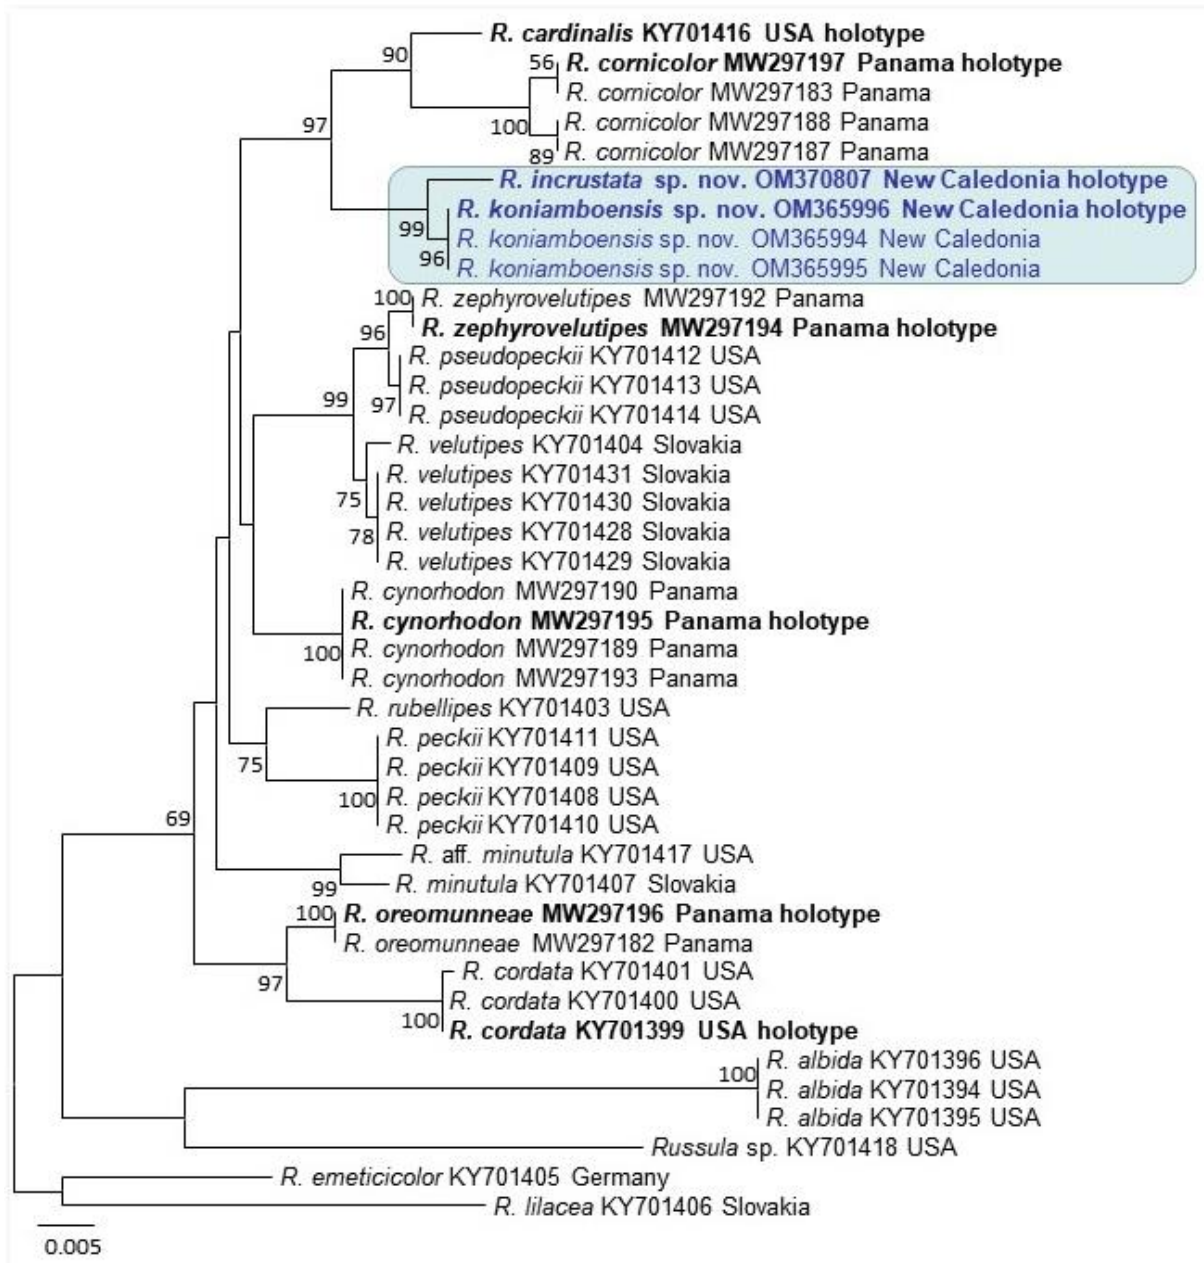 90
R. cardinalis KY701416 USA holotype
56
R. cornicolor MW297197 Panama holotype
R. cornicolor MW297183 Panama
97
100
R. cornicolor MW297188 Panama
89
R. cornicolor MW297187 Panama
R. incrustata sp. nov. OM370807 New Caledonia holotype
R. koniamboensis sp. nov. OM365996 New Caledonia holotype
99
R. koniamboensis sp. nov. OM365994 New Caledonia
96
R. koniamboensis sp. nov. OM365995 New Caledonia
100
R. zephyrovelutipes MW297192 Panama
96
R. zephyrovelutipes MW297194 Panama holotype
R. pseudopeckii KY701412 USA
R. pseudopeckii KY701413 USA
99
97
R. pseudopeckii KY701414 USA
R. velutipes KY701404 Slovakia
R. velutipes KY701431 Slovakia
75
R. velutipes KY701430 Slovakia
78
R. velutipes KY701428 Slovakia
R. velutipes KY701429 Slovakia
R. cynorhodon MW297190 Panama
R. cynorhodon MW297195 Panama holotype
100
R. cynorhodon MW297189 Panama
R. cynorhodon MW297193 Panama
R. rubellipes KY701403 USA
R. peckii KY701411 USA
75
R. peckii KY701409 USA
100
R. peckii KY701408 USA
69
R. peckii KY701410 USA
R. aff. minutula KY701417 USA
99
R. minutula KY701407 Slovakia
100
R. oreomunneae MW297196 Panama holotype
R. oreomunneae MW297182 Panama
97
R. cordata KY701401 USA
R. cordata KY701400 USA
100
R. cordata KY701399 USA holotype
R. albida KY701396 USA
100
R. albida KY701394 USA
R. albida KY701395 USA
Russula sp. KY701418 USA
R. emeticicolor KY701405 Germany
R. lilacea KY701406 Slovakia
0.005